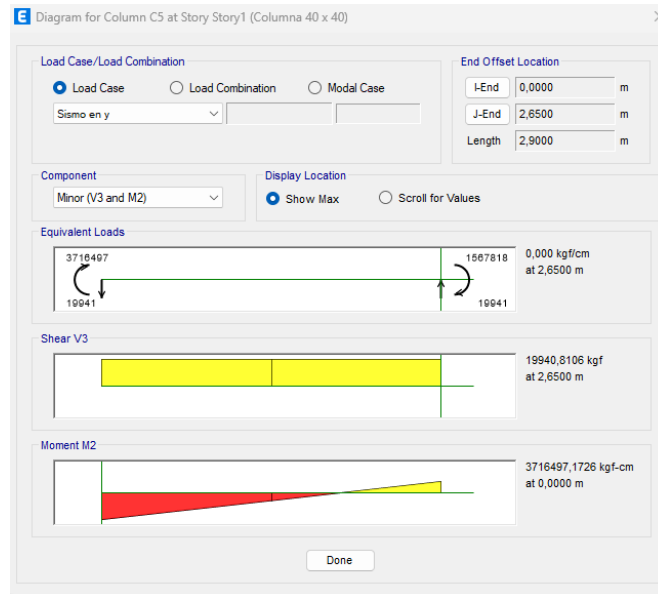 E Diagram for Column C5 at Story Story1 (Columna 40 x 40)
Load Case/Load Combination
Load Case Load Combination Modal Case
Sismo en y
End Offset Location
I-End 0,0000 m
J-End 2,6500 m
Length 2,9000 m
Component
Minor (V3 and M2)
Display Location
Show Max Scroll for Values
Equivalent Loads
3716497 1567818
19941 19941
0,000 kgf/cm
at 2,6500 m
Shear V3
19940,8106 kgf
at 2,6500 m
Moment M2
3716497,1726 kgf-cm
at 0,0000 m
Done